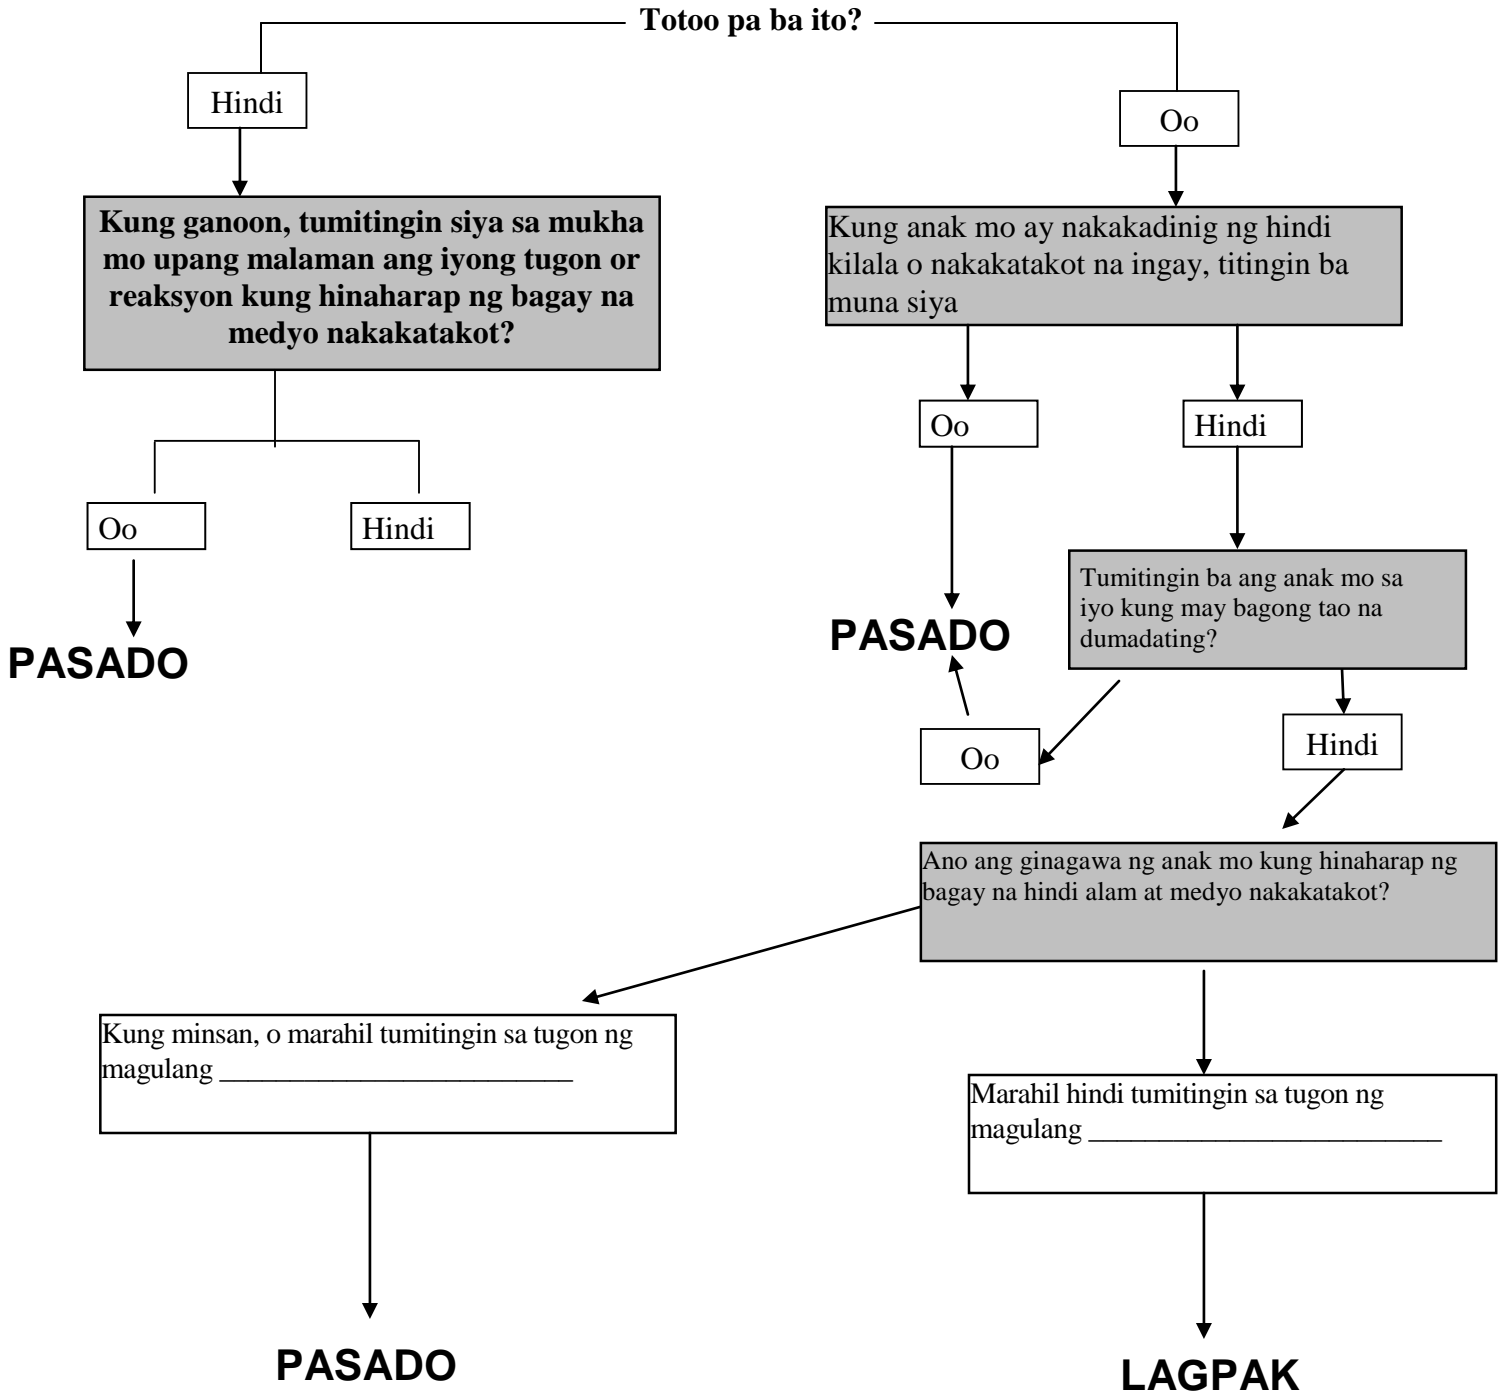 Totoo pa ba ito?
Hindi
Oo
Kung ganoon, tumitingin siya sa mukha
mo upang malaman ang iyong tugon or
reaksyon kung hinaharap ng bagay na
medyo nakakatakot?
Kung anak mo ay nakakadinig ng hindi
kilala o nakakatakot na ingay, titingin ba
muna siya
Oo
Hindi
Oo
Hindi
PASADO
PASADO
Tumitingin ba ang anak mo sa
iyo kung may bagong tao na
dumadating?
Oo
Hindi
Ano ang ginagawa ng anak mo kung hinaharap ng
bagay na hindi alam at medyo nakakatakot?
Kung minsan, o marahil tumitingin sa tugon ng
magulang _________________________
Marahil hindi tumitingin sa tugon ng
magulang _________________________
PASADO
LAGPAK